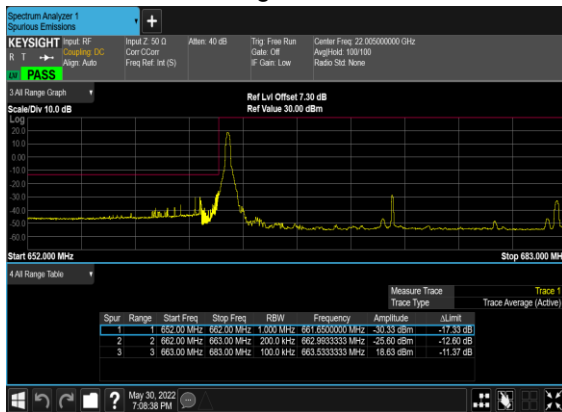 Spectrum Analyzer 1
Spurious Emissions
KEYSIGHT
R T
PASS
Input: RF
Coupling: DC
Align: Auto
Input Z: 50 Ω
Corr CCorr
Freq Ref: Int (S)
Atten: 40 dB
Trig: Free Run
Gate: Off
IF Gain: Low
Center Freq: 22.005000000 GHz
Avg|Hold: 100/100
Radio Std: None
3 All Range Graph
Scale/Div 10.0 dB
Ref Lvl Offset 7.30 dB
Ref Value 30.00 dBm
Log
20.0
10.0
0.00
-10.0
-20.0
-30.0
-40.0
-50.0
-60.0
Start 652.000 MHz
Stop 683.000 MH
4 All Range Table
Measure Trace Trace 1
Trace Type Trace Average (Active)
Spur Range Start Freq Stop Freq RBW Frequency Amplitude ΔLimit
1 1 652.00 MHz 662.00 MHz 1.000 MHz 661.6500000 MHz -30.33 dBm -17.33 dB
2 2 662.00 MHz 663.00 MHz 200.0 kHz 662.9933333 MHz -25.60 dBm -12.60 dB
3 3 663.00 MHz 683.00 MHz 100.0 kHz 663.5333333 MHz 18.63 dBm -11.37 dB
May 30, 2022
7:08:38 PM